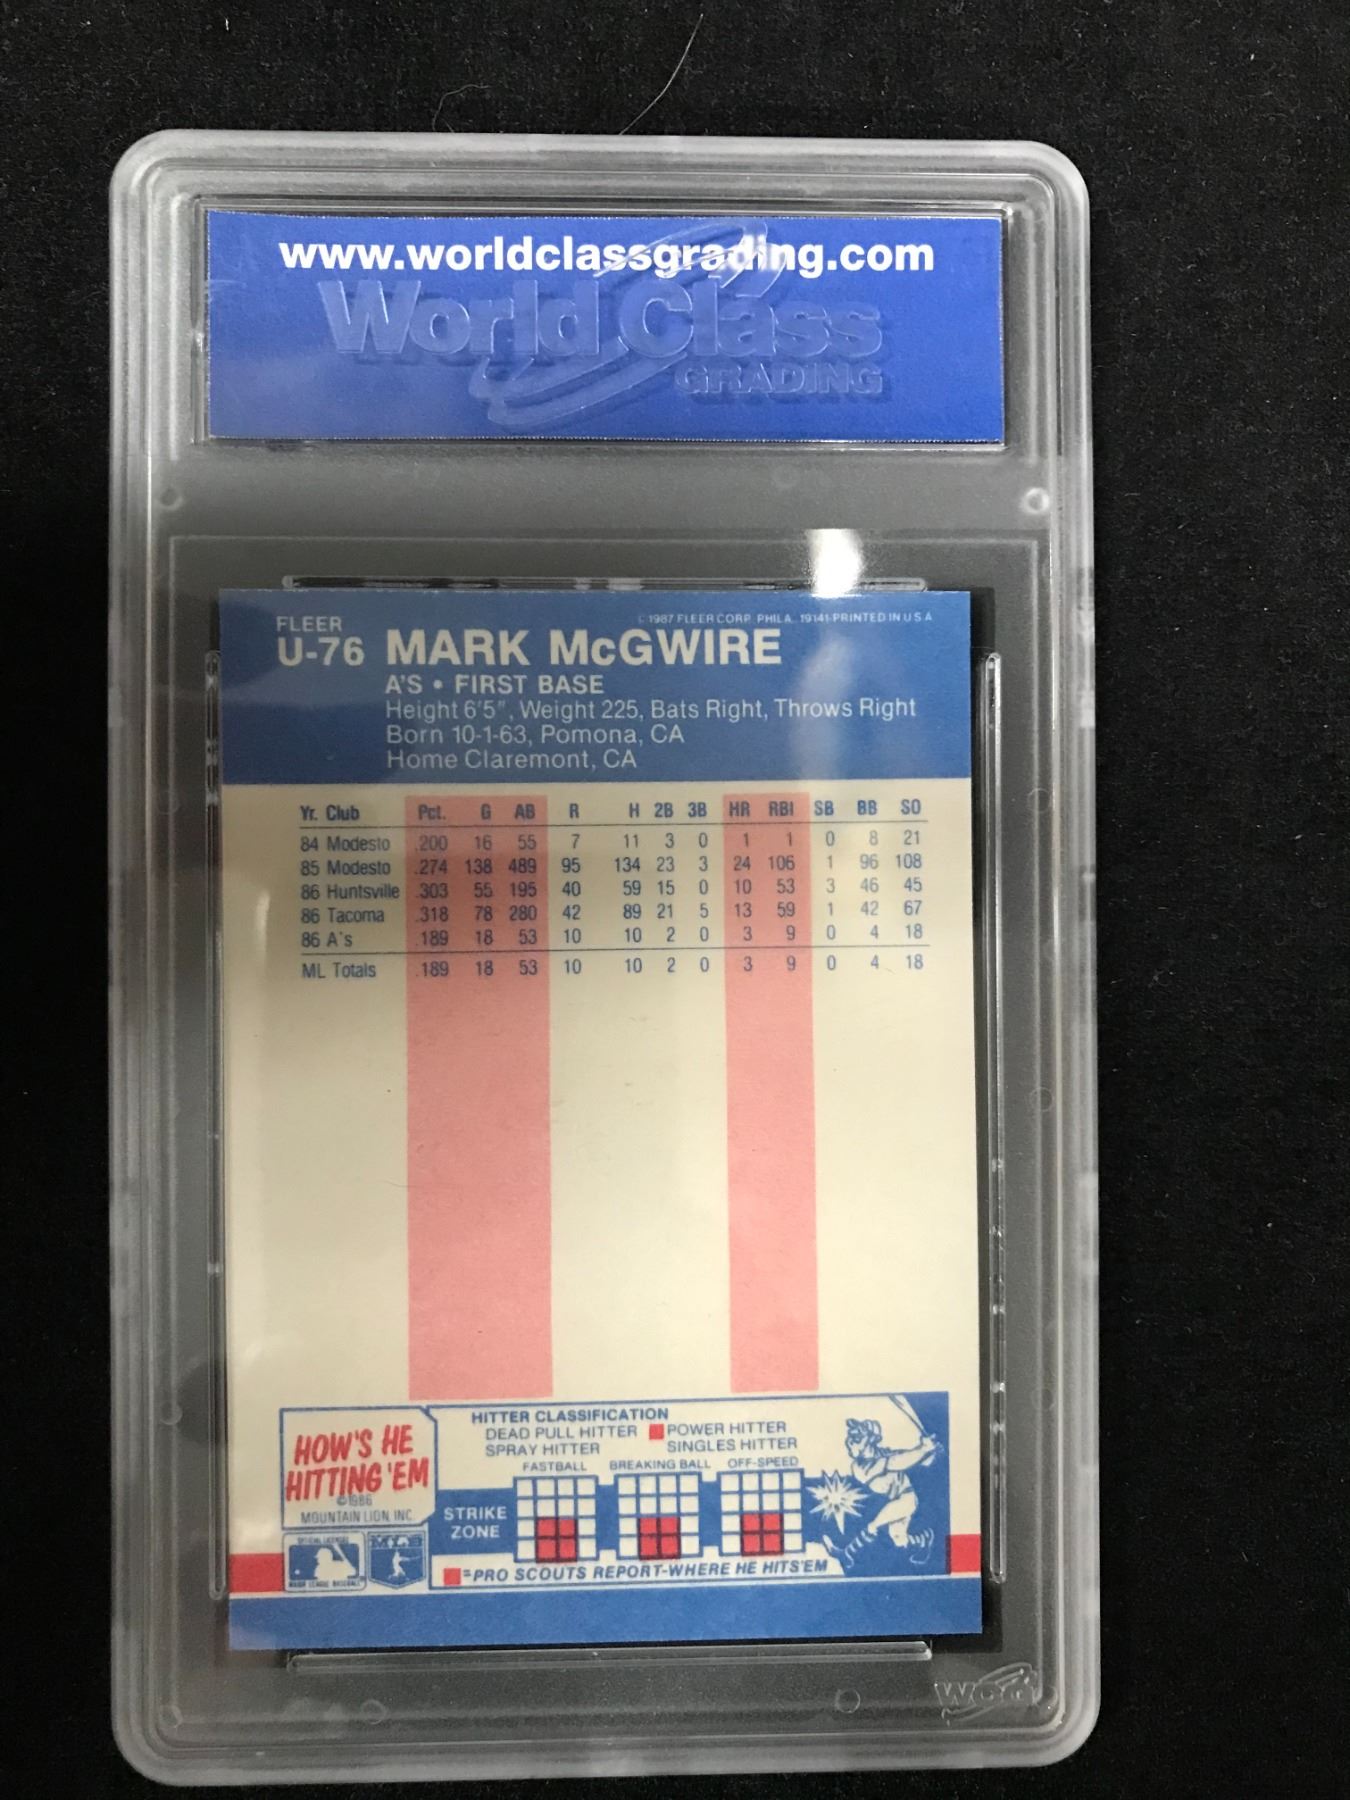 www.worldclassgrading.com
World Class
GRADING
FLEER
© 1987 FLEER CORP. PHILA. 19141-PRINTED IN U S A
U-76 MARK McGWIRE
A'S • FIRST BASE
Height 6'5", Weight 225, Bats Right, Throws Right
Born 10-1-63, Pomona, CA
Home Claremont, CA
Yr. Club Pct. G AB R H 2B 3B HR RBI SB BB SO
84 Modesto .200 16 55 7 11 3 0 1 1 0 8 21
85 Modesto .274 138 489 95 134 23 3 24 106 1 96 108
86 Huntsville .303 55 195 40 59 15 0 10 53 3 46 45
86 Tacoma .318 78 280 42 89 21 5 13 59 1 42 67
86 A's .189 18 53 10 10 2 0 3 9 0 4 18
ML Totals .189 18 53 10 10 2 0 3 9 0 4 18
HOW'S HE
HITTING 'EM
©1986
MOUNTAIN LION, INC.
HITTER CLASSIFICATION
DEAD PULL HITTER POWER HITTER
SPRAY HITTER SINGLES HITTER
FASTBALL BREAKING BALL OFF-SPEED
STRIKE
ZONE
=PRO SCOUTS REPORT-WHERE HE HITS 'EM
MAJOR LEAGUE BASEBALL
WCG